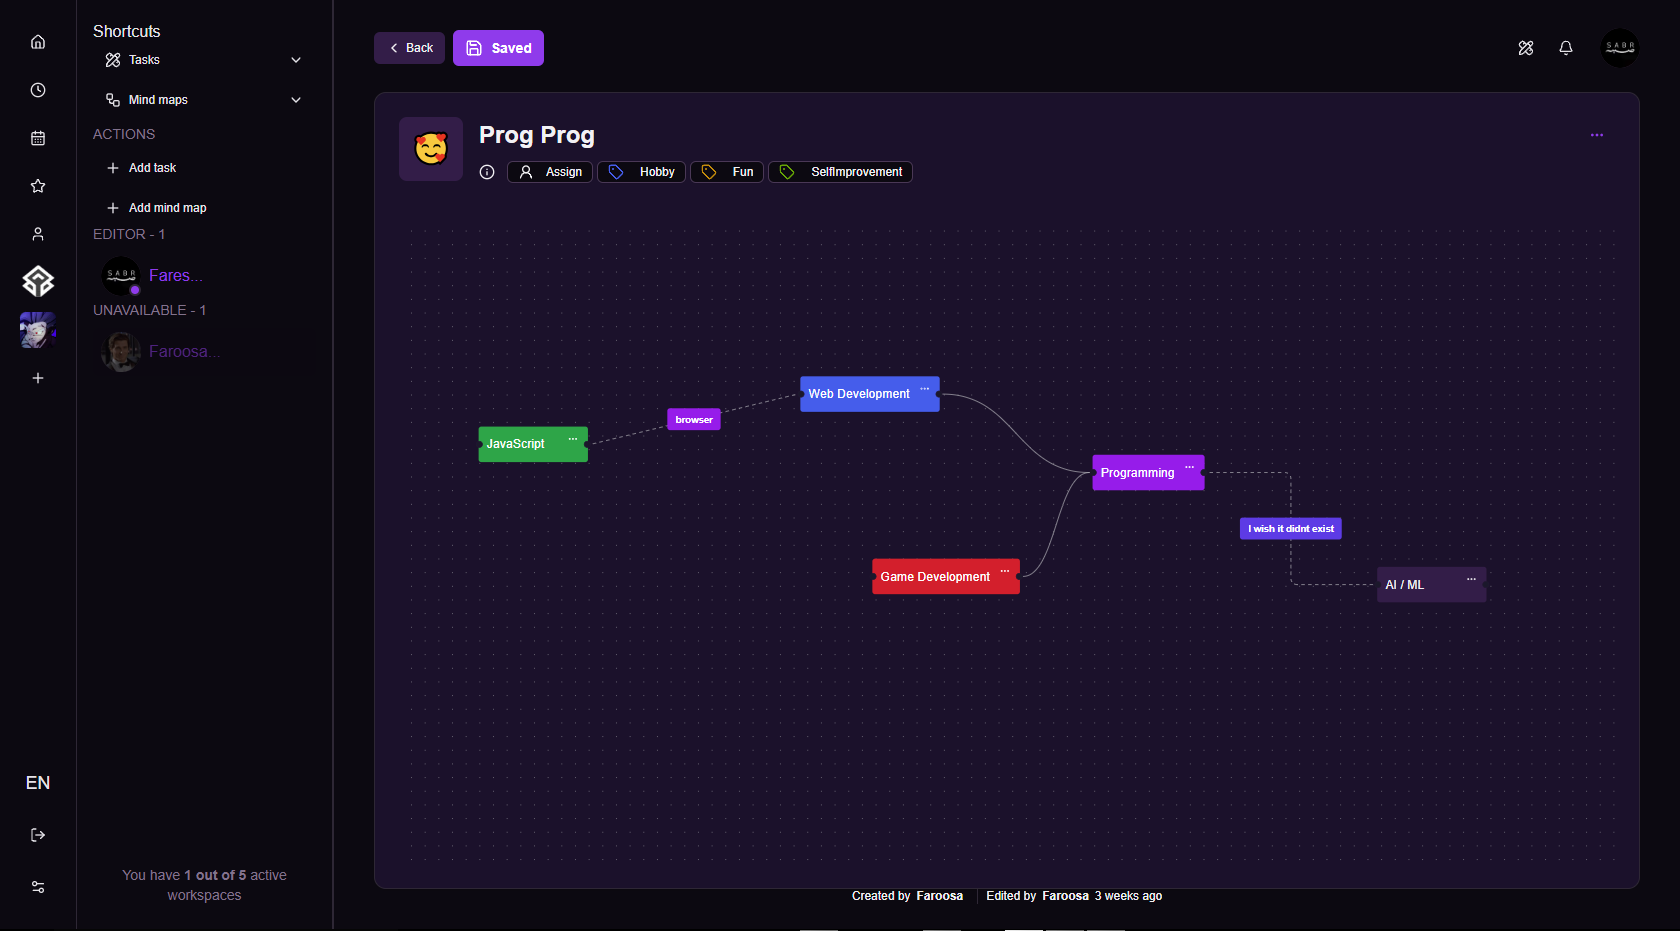 Shortcuts
Tasks
Mind maps
ACTIONS
Add task
Add mind map
EDITOR - 1
SABR
Fares...
UNAVAILABLE - 1
Faroosa...
EN
You have 1 out of 5 active
workspaces
Back
Saved
SABR
Prog Prog
Assign
Hobby
Fun
SelfImprovement
Web Development
browser
JavaScript
Programming
I wish it didnt exist
Game Development
AI / ML
Created by Faroosa
Edited by Faroosa 3 weeks ago